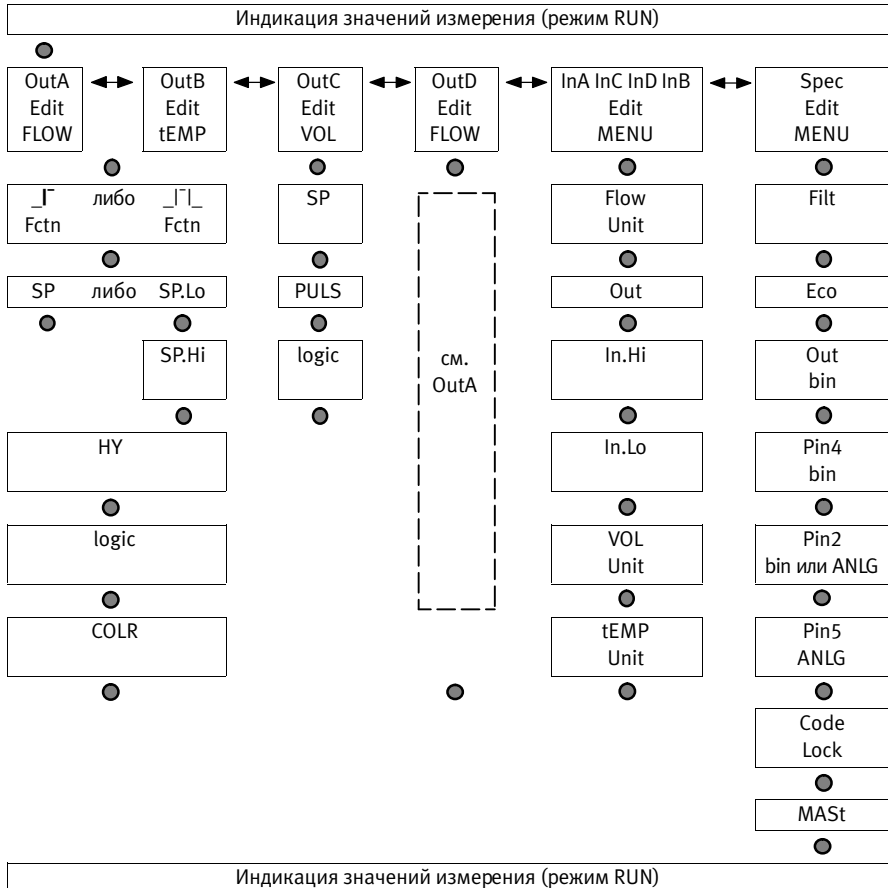 Индикация значений измерения (режим RUN)
OutA
Edit
FLOW
OutB
Edit
tEMP
OutC
Edit
VOL
OutD
Edit
FLOW
InA InC InD InB
Edit
MENU
Spec
Edit
MENU
_|¯ либо _|¯|_
Fctn Fctn
SP либо SP.Lo
SP.Hi
HY
logic
COLR
SP
PULS
logic
см.
OutA
Flow
Unit
Out
In.Hi
In.Lo
VOL
Unit
tEMP
Unit
Filt
Eco
Out
bin
Pin4
bin
Pin2
bin или ANLG
Pin5
ANLG
Code
Lock
MASt
Индикация значений измерения (режим RUN)